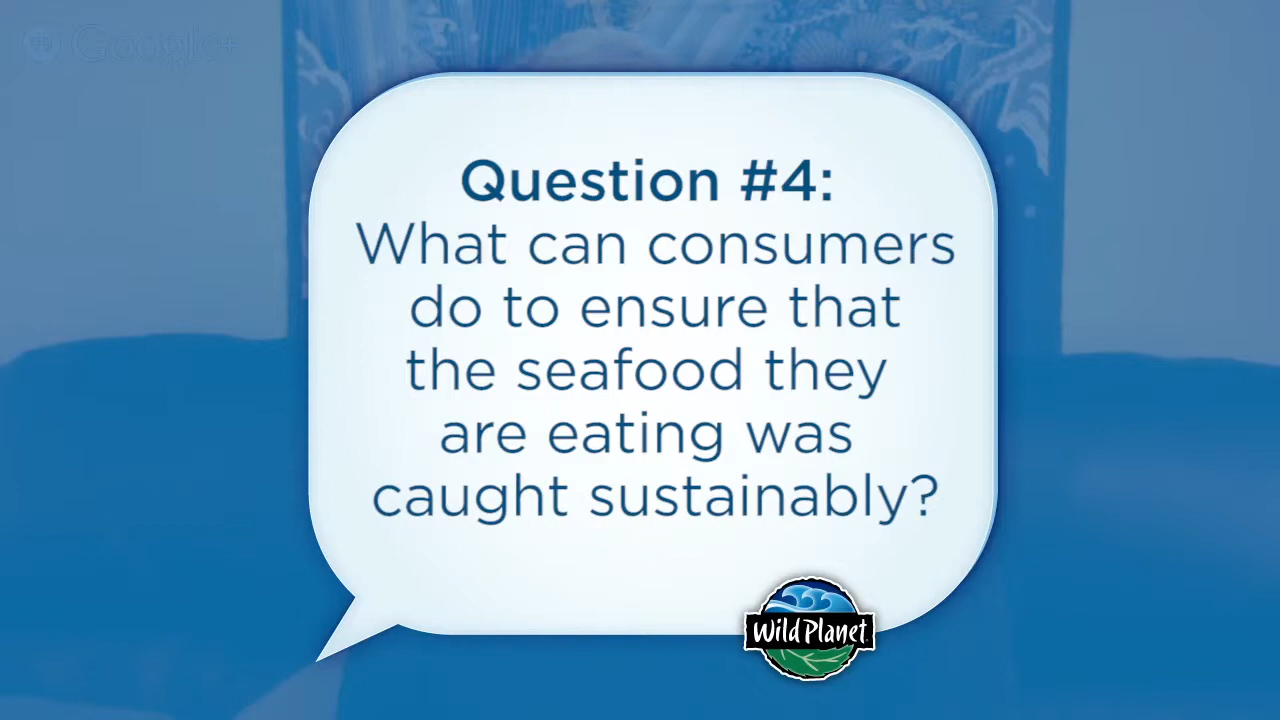 Google+
Question #4:
What can consumers
do to ensure that
the seafood they
are eating was
caught sustainably?
Wild Planet